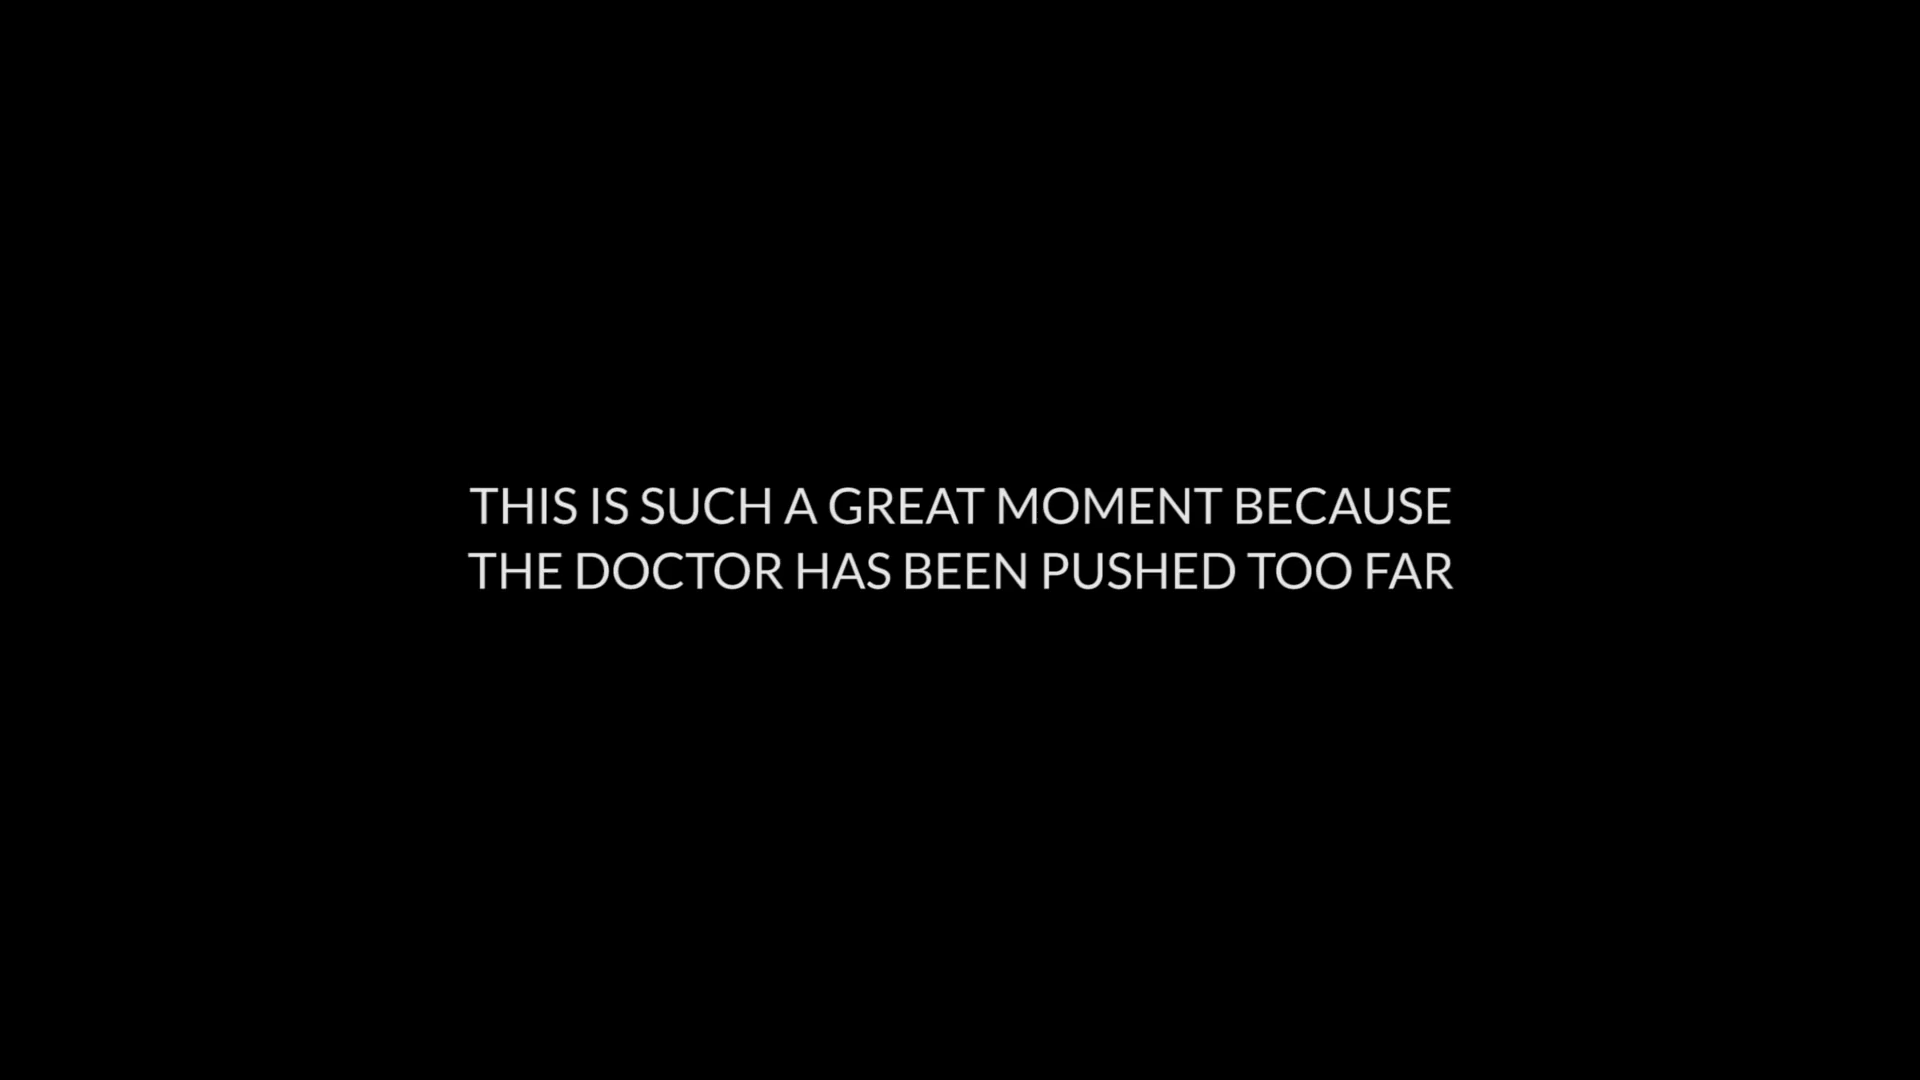 THIS IS SUCH A GREAT MOMENT BECAUSE
THE DOCTOR HAS BEEN PUSHED TOO FAR